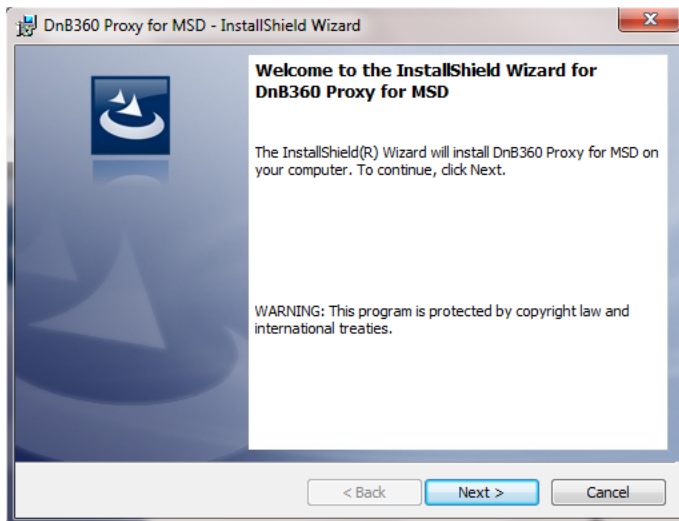 DnB360 Proxy for MSD - InstallShield Wizard
Welcome to the InstallShield Wizard for
DnB360 Proxy for MSD
The InstallShield(R) Wizard will install DnB360 Proxy for MSD on
your computer. To continue, click Next.
WARNING: This program is protected by copyright law and
international treaties.
< Back Next > Cancel